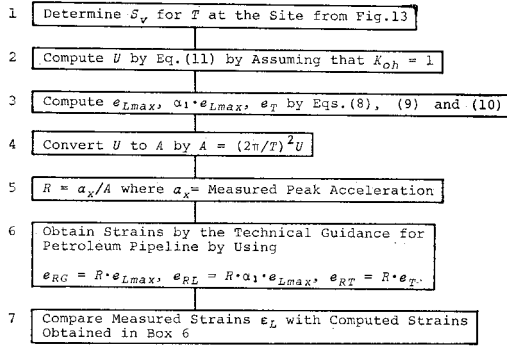 1 Determine S_v for T at the Site from Fig.13
2 Compute U by Eq.(11) by Assuming that K_oh = 1
3 Compute e_Lmax, α1·e_Lmax, e_T by Eqs.(8), (9) and (10)
4 Convert U to A by A = (2π/T)²U
5 R = α_x/A where α_x= Measured Peak Acceleration
6 Obtain Strains by the Technical Guidance for
Petroleum Pipeline by Using
e_RG = R·e_Lmax, e_RL = R·α1·e_Lmax, e_RT = R·e_T
7 Compare Measured Strains ε_L with Computed Strains
Obtained in Box 6